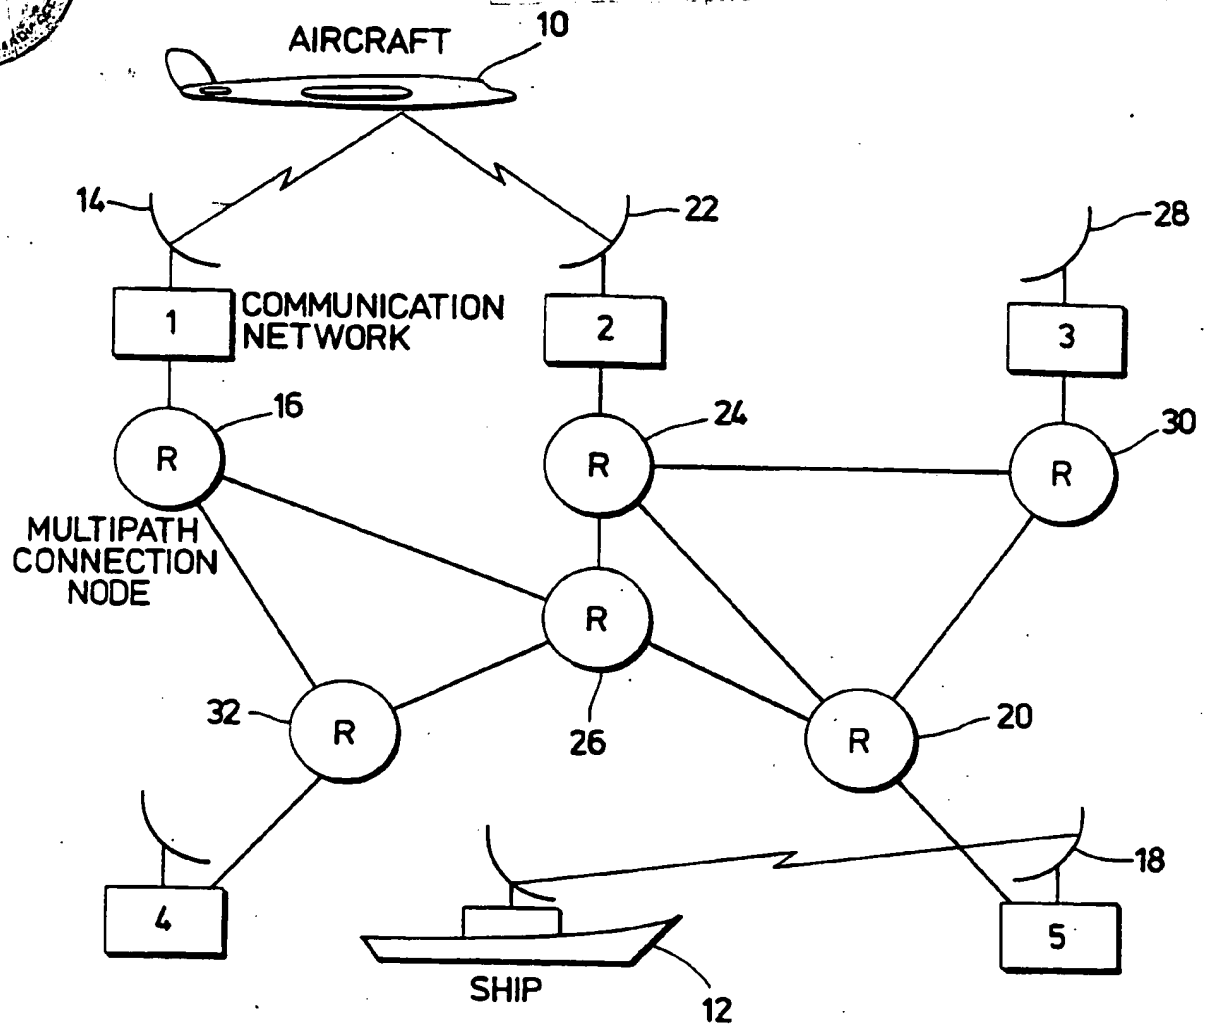 AIRCRAFT
10
14
22
28
1
COMMUNICATION
NETWORK
2
3
16
24
30
R
R
R
MULTIPATH
CONNECTION
NODE
R
32
R
26
R
20
4
18
5
SHIP
12